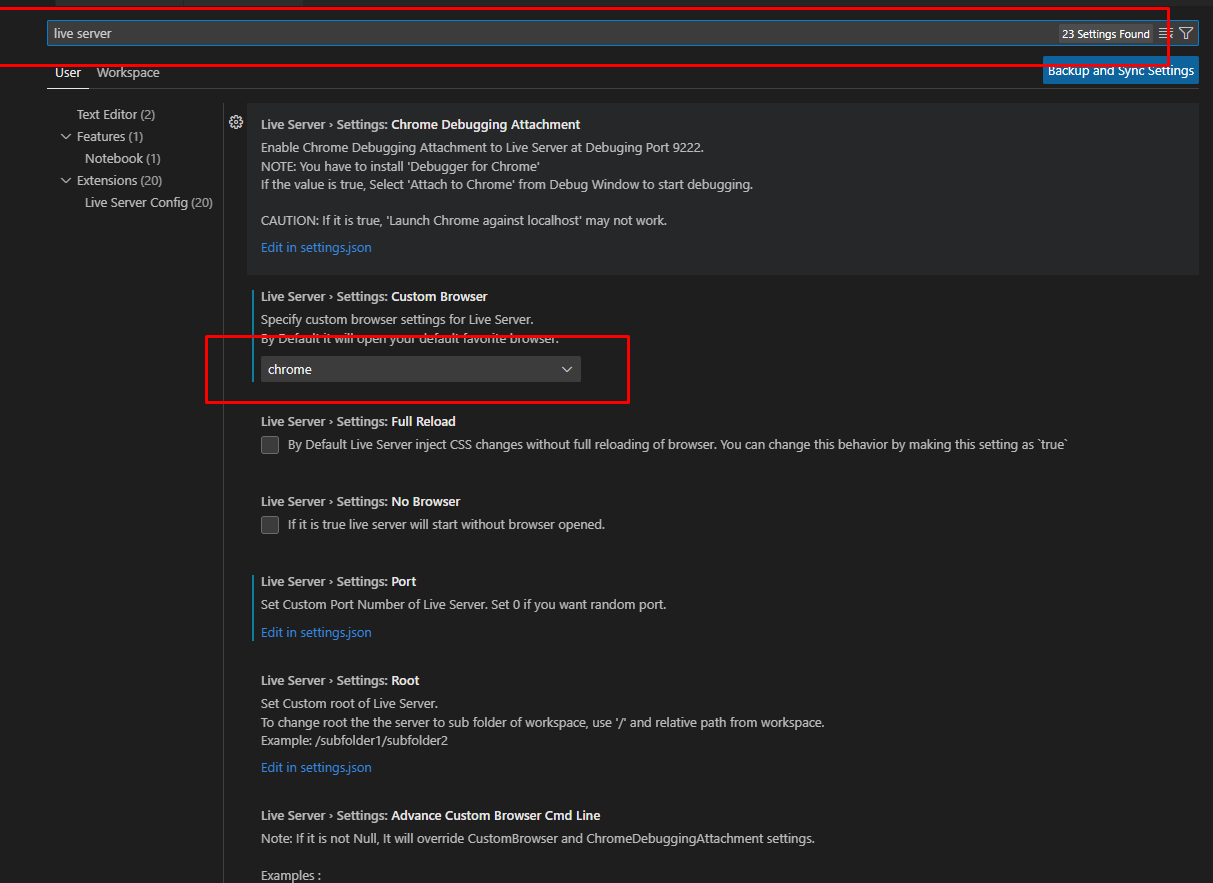 live server
23 Settings Found
User
Workspace
Backup and Sync Settings
Text Editor (2)
Features (1)
Notebook (1)
Extensions (20)
Live Server Config (20)
Live Server › Settings: Chrome Debugging Attachment
Enable Chrome Debugging Attachment to Live Server at Debuging Port 9222.
NOTE: You have to install 'Debugger for Chrome'
If the value is true, Select 'Attach to Chrome' from Debug Window to start debugging.
CAUTION: If it is true, 'Launch Chrome against localhost' may not work.
Edit in settings.json
Live Server › Settings: Custom Browser
Specify custom browser settings for Live Server.
By Default it will open your default favorite browser.
chrome
Live Server › Settings: Full Reload
By Default Live Server inject CSS changes without full reloading of browser. You can change this behavior by making this setting as `true`
Live Server › Settings: No Browser
If it is true live server will start without browser opened.
Live Server › Settings: Port
Set Custom Port Number of Live Server. Set 0 if you want random port.
Edit in settings.json
Live Server › Settings: Root
Set Custom root of Live Server.
To change root the the server to sub folder of workspace, use '/' and relative path from workspace.
Example: /subfolder1/subfolder2
Edit in settings.json
Live Server › Settings: Advance Custom Browser Cmd Line
Note: If it is not Null, It will override CustomBrowser and ChromeDebuggingAttachment settings.
Examples :